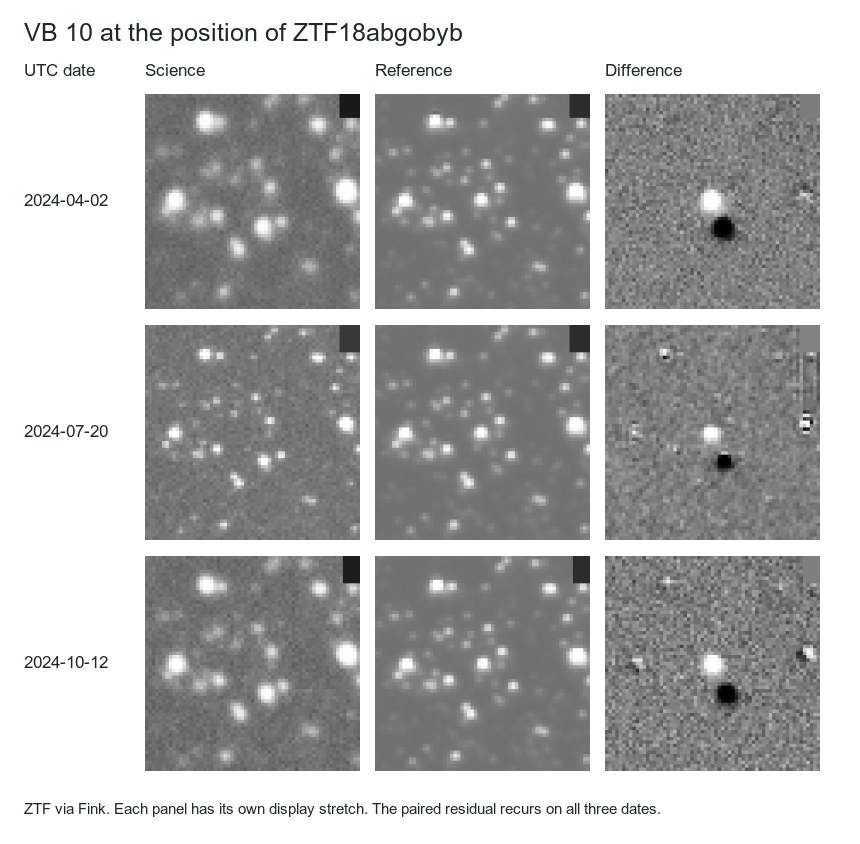 VB 10 at the position of ZTF18abgobyb
UTC date Science Reference Difference
2024-04-02
2024-07-20
2024-10-12
ZTF via Fink. Each panel has its own display stretch. The paired residual recurs on all three dates.